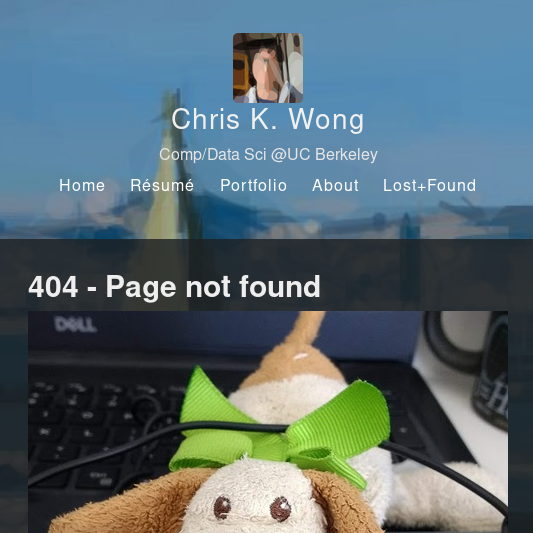 Chris K. Wong
Comp/Data Sci @UC Berkeley
Home Résumé Portfolio About Lost+Found
404 - Page not found
DELL